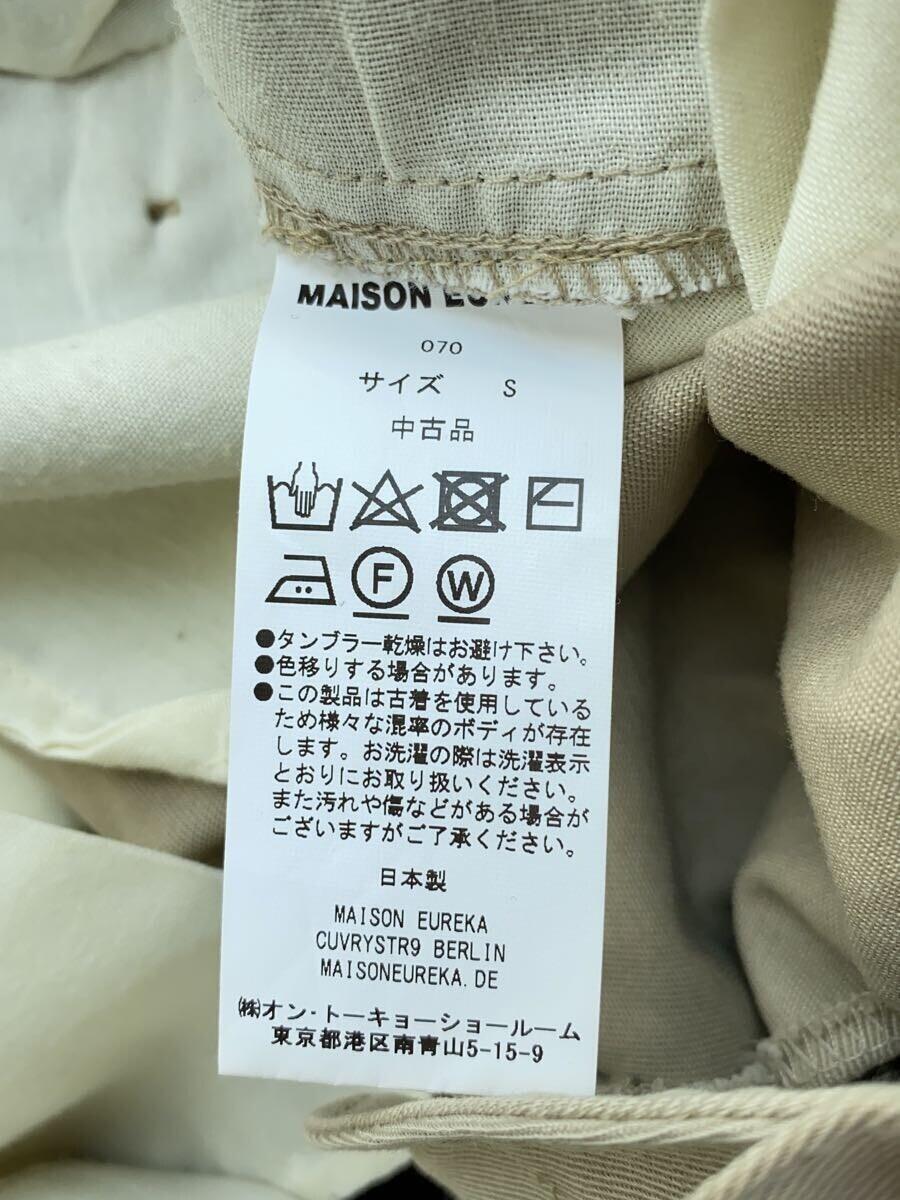 MAISON
070
サイズ S
中古品
F W
●タンブラー乾燥はお避け下さい。
●色移りする場合があります。
●この製品は古着を使用している
ため様々な混率のボディが存在
します。お洗濯の際は洗濯表示
とおりにお取り扱いください。
また汚れや傷などがある場合が
ございますがご了承ください。
日本製
MAISON EUREKA
CUVRYSTR9 BERLIN
MAISONEUREKA.DE
㈱オン・トーキョーショールーム
東京都港区南青山5-15-9